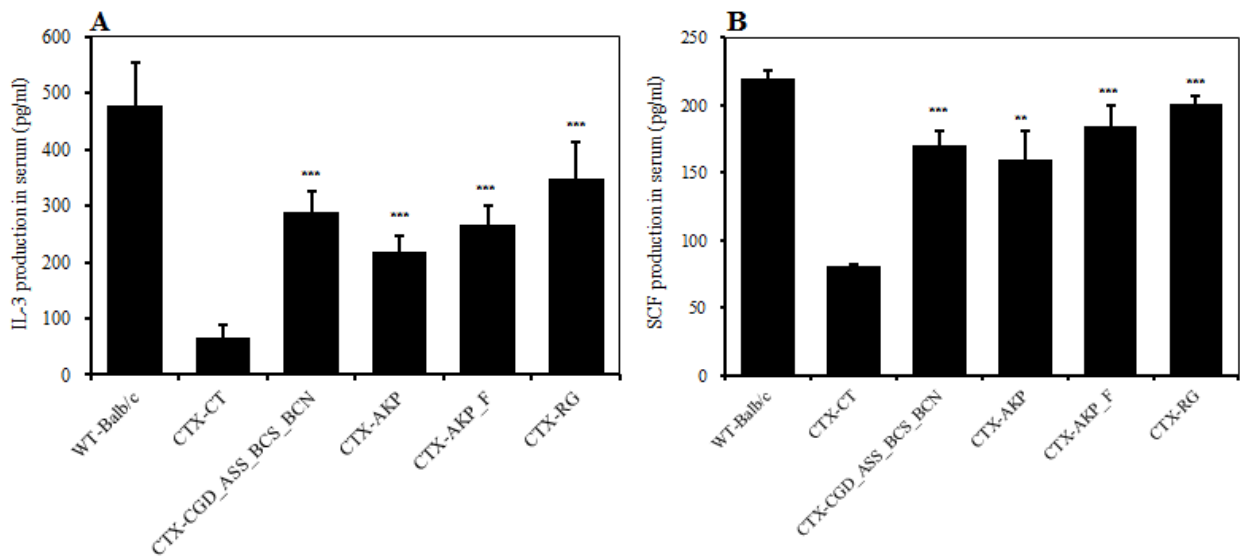 A
IL-3 production in serum (pg/ml)
600
500
400
300
200
100
0
***
***
***
***
WT-Balb/c
CTX-CT
CTX-CGD_ASS_BCS_BCN
CTX-AKP
CTX-AKP_F
CTX-RG
B
SCF production in serum (pg/ml)
250
200
150
100
50
0
***
**
***
***
WT-Balb/c
CTX-CT
CTX-CGD_ASS_BCS_BCN
CTX-AKP
CTX-AKP_F
CTX-RG